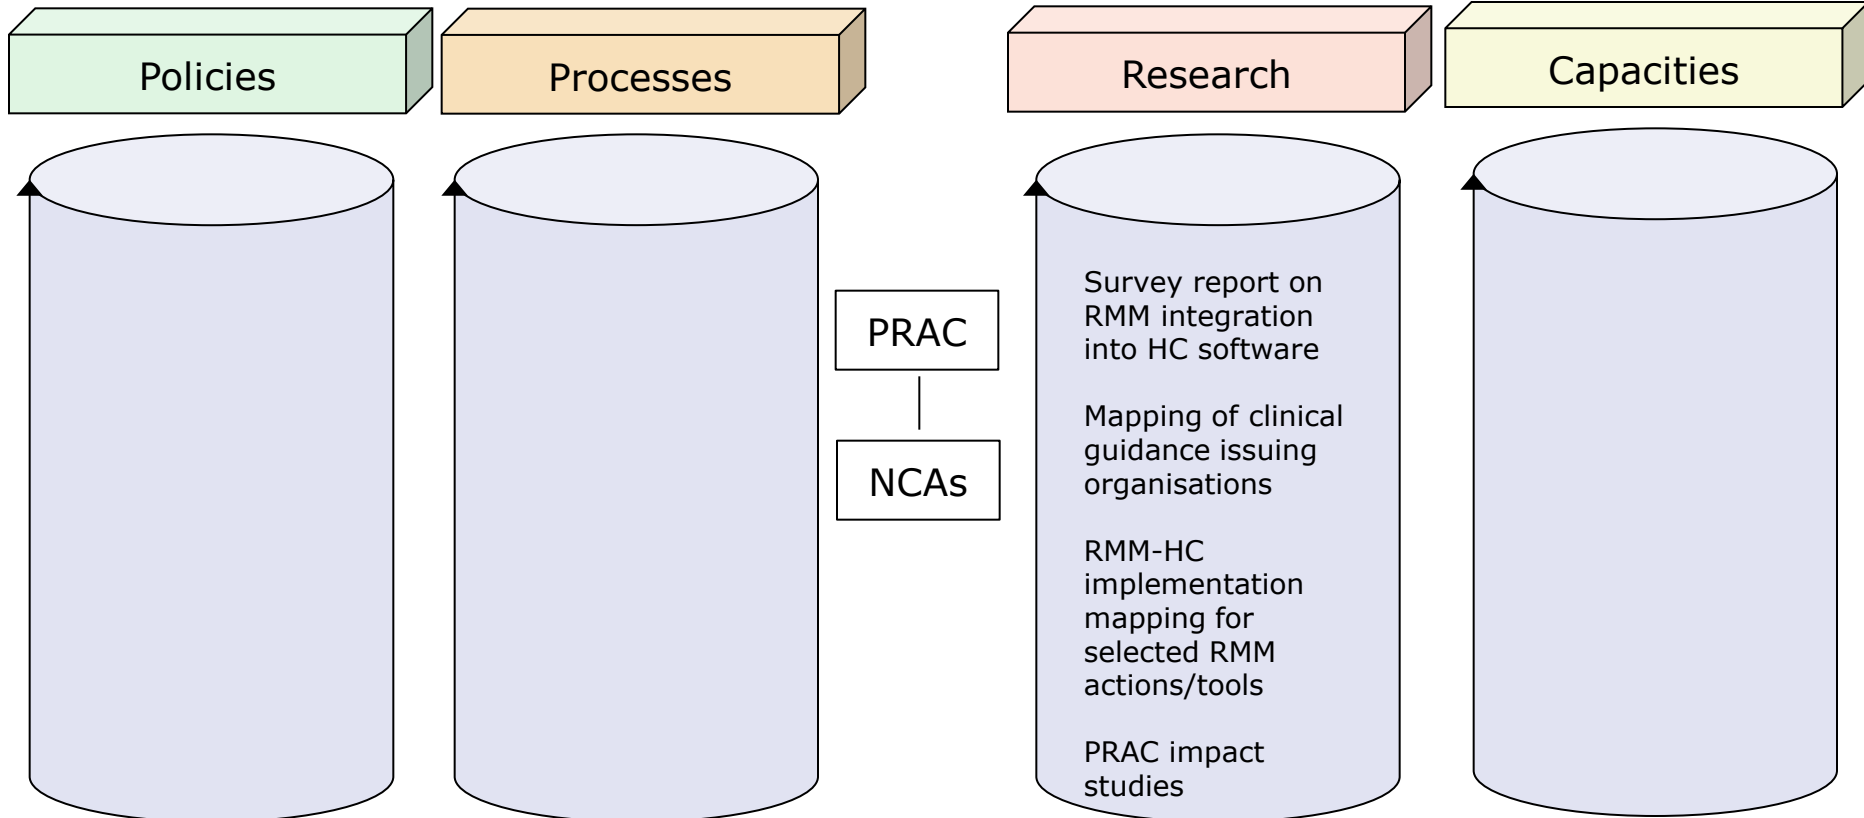 Policies
Processes
Research
Capacities
PRAC
NCAs
Survey report on
RMM integration
into HC software
Mapping of clinical
guidance issuing
organisations
RMM-HC
implementation
mapping for
selected RMM
actions/tools
PRAC impact
studies